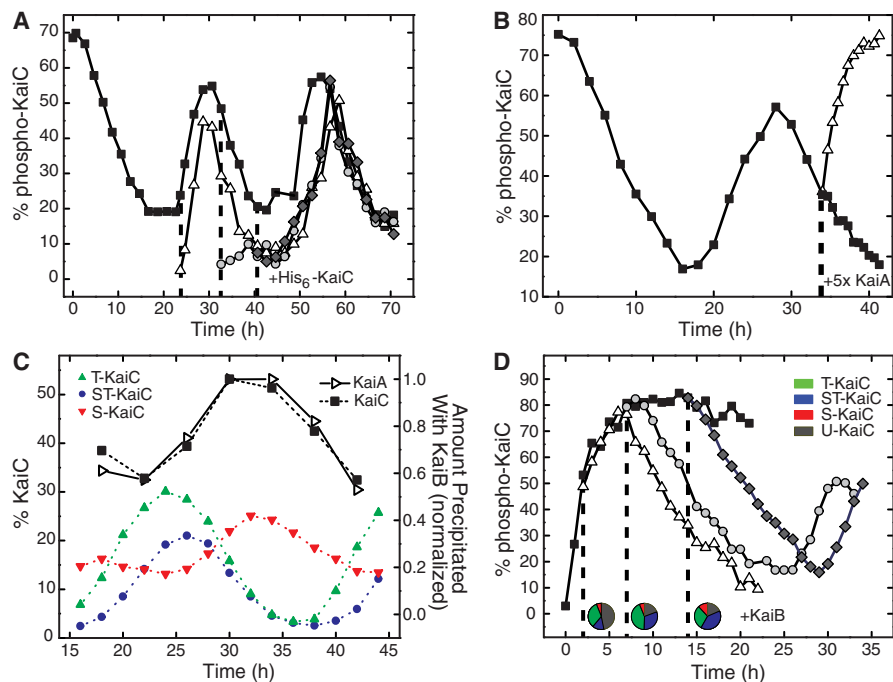 A
% phospho-KaiC
70
60
50
40
30
20
10
0
+His6-KaiC
0 10 20 30 40 50 60 70
Time (h)
B
% phospho-KaiC
80
70
60
50
40
30
20
10
+5x KaiA
0 10 20 30 40
Time (h)
C
T-KaiC
ST-KaiC
S-KaiC
KaiA
KaiC
% KaiC
50
40
30
20
10
0
1.0
0.8
0.6
0.4
0.2
0.0
Amount Precipitated
With KaiB (normalized)
15 20 25 30 35 40 45
Time (h)
D
T-KaiC
ST-KaiC
S-KaiC
U-KaiC
% phospho-KaiC
90
80
70
60
50
40
30
20
10
0
+KaiB
0 5 10 15 20 25 30 35
Time (h)